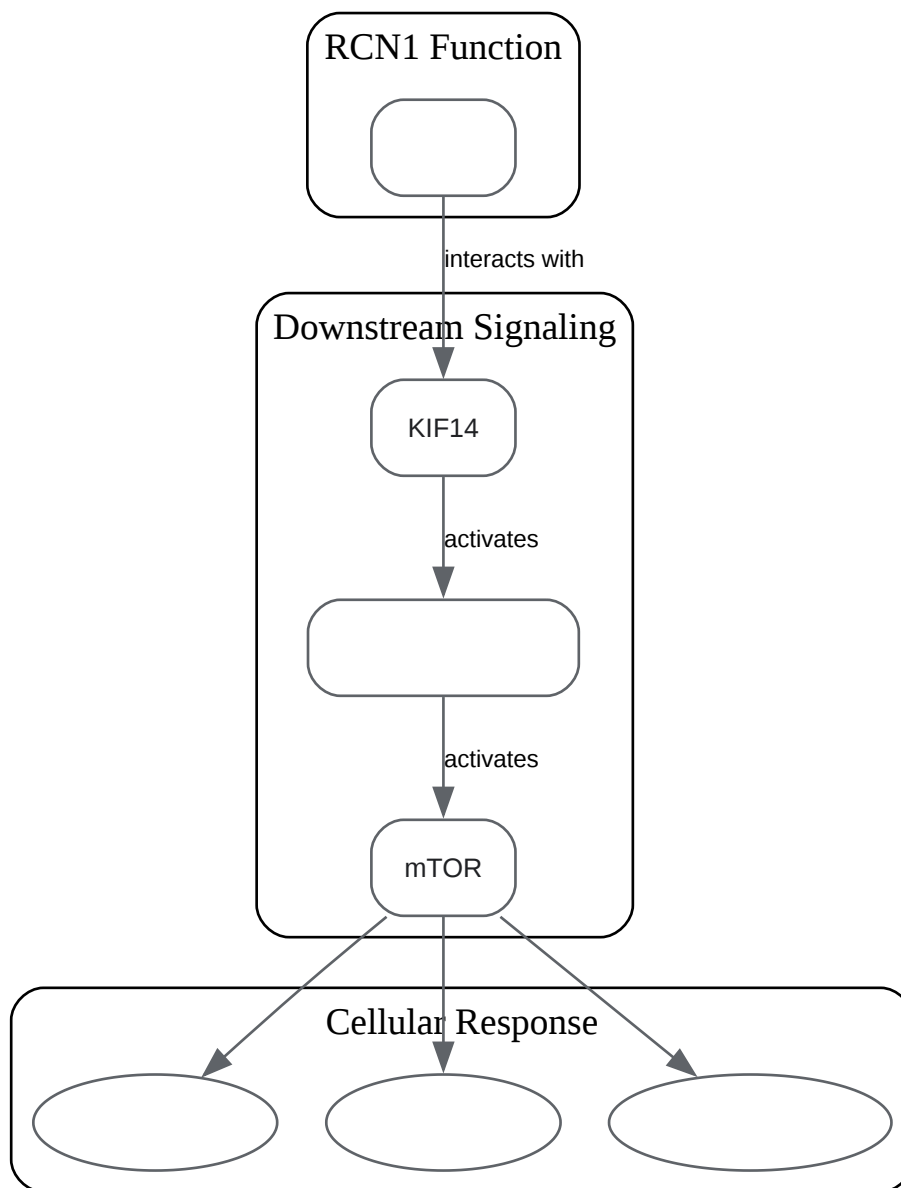 RCN1 Function
interacts with
Downstream Signaling
KIF14
activates
activates
mTOR
Cellular Response